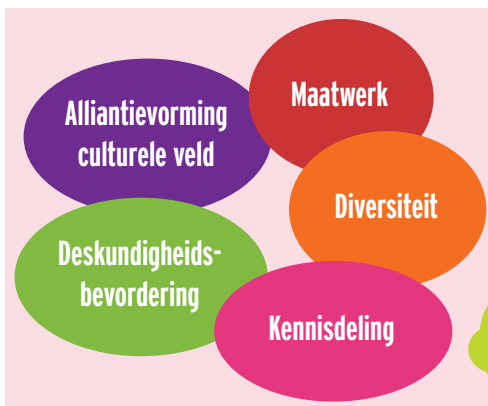 Alliantievorming
culturele veld
Maatwerk
Diversiteit
Deskundigheids-
bevordering
Kennisdeling